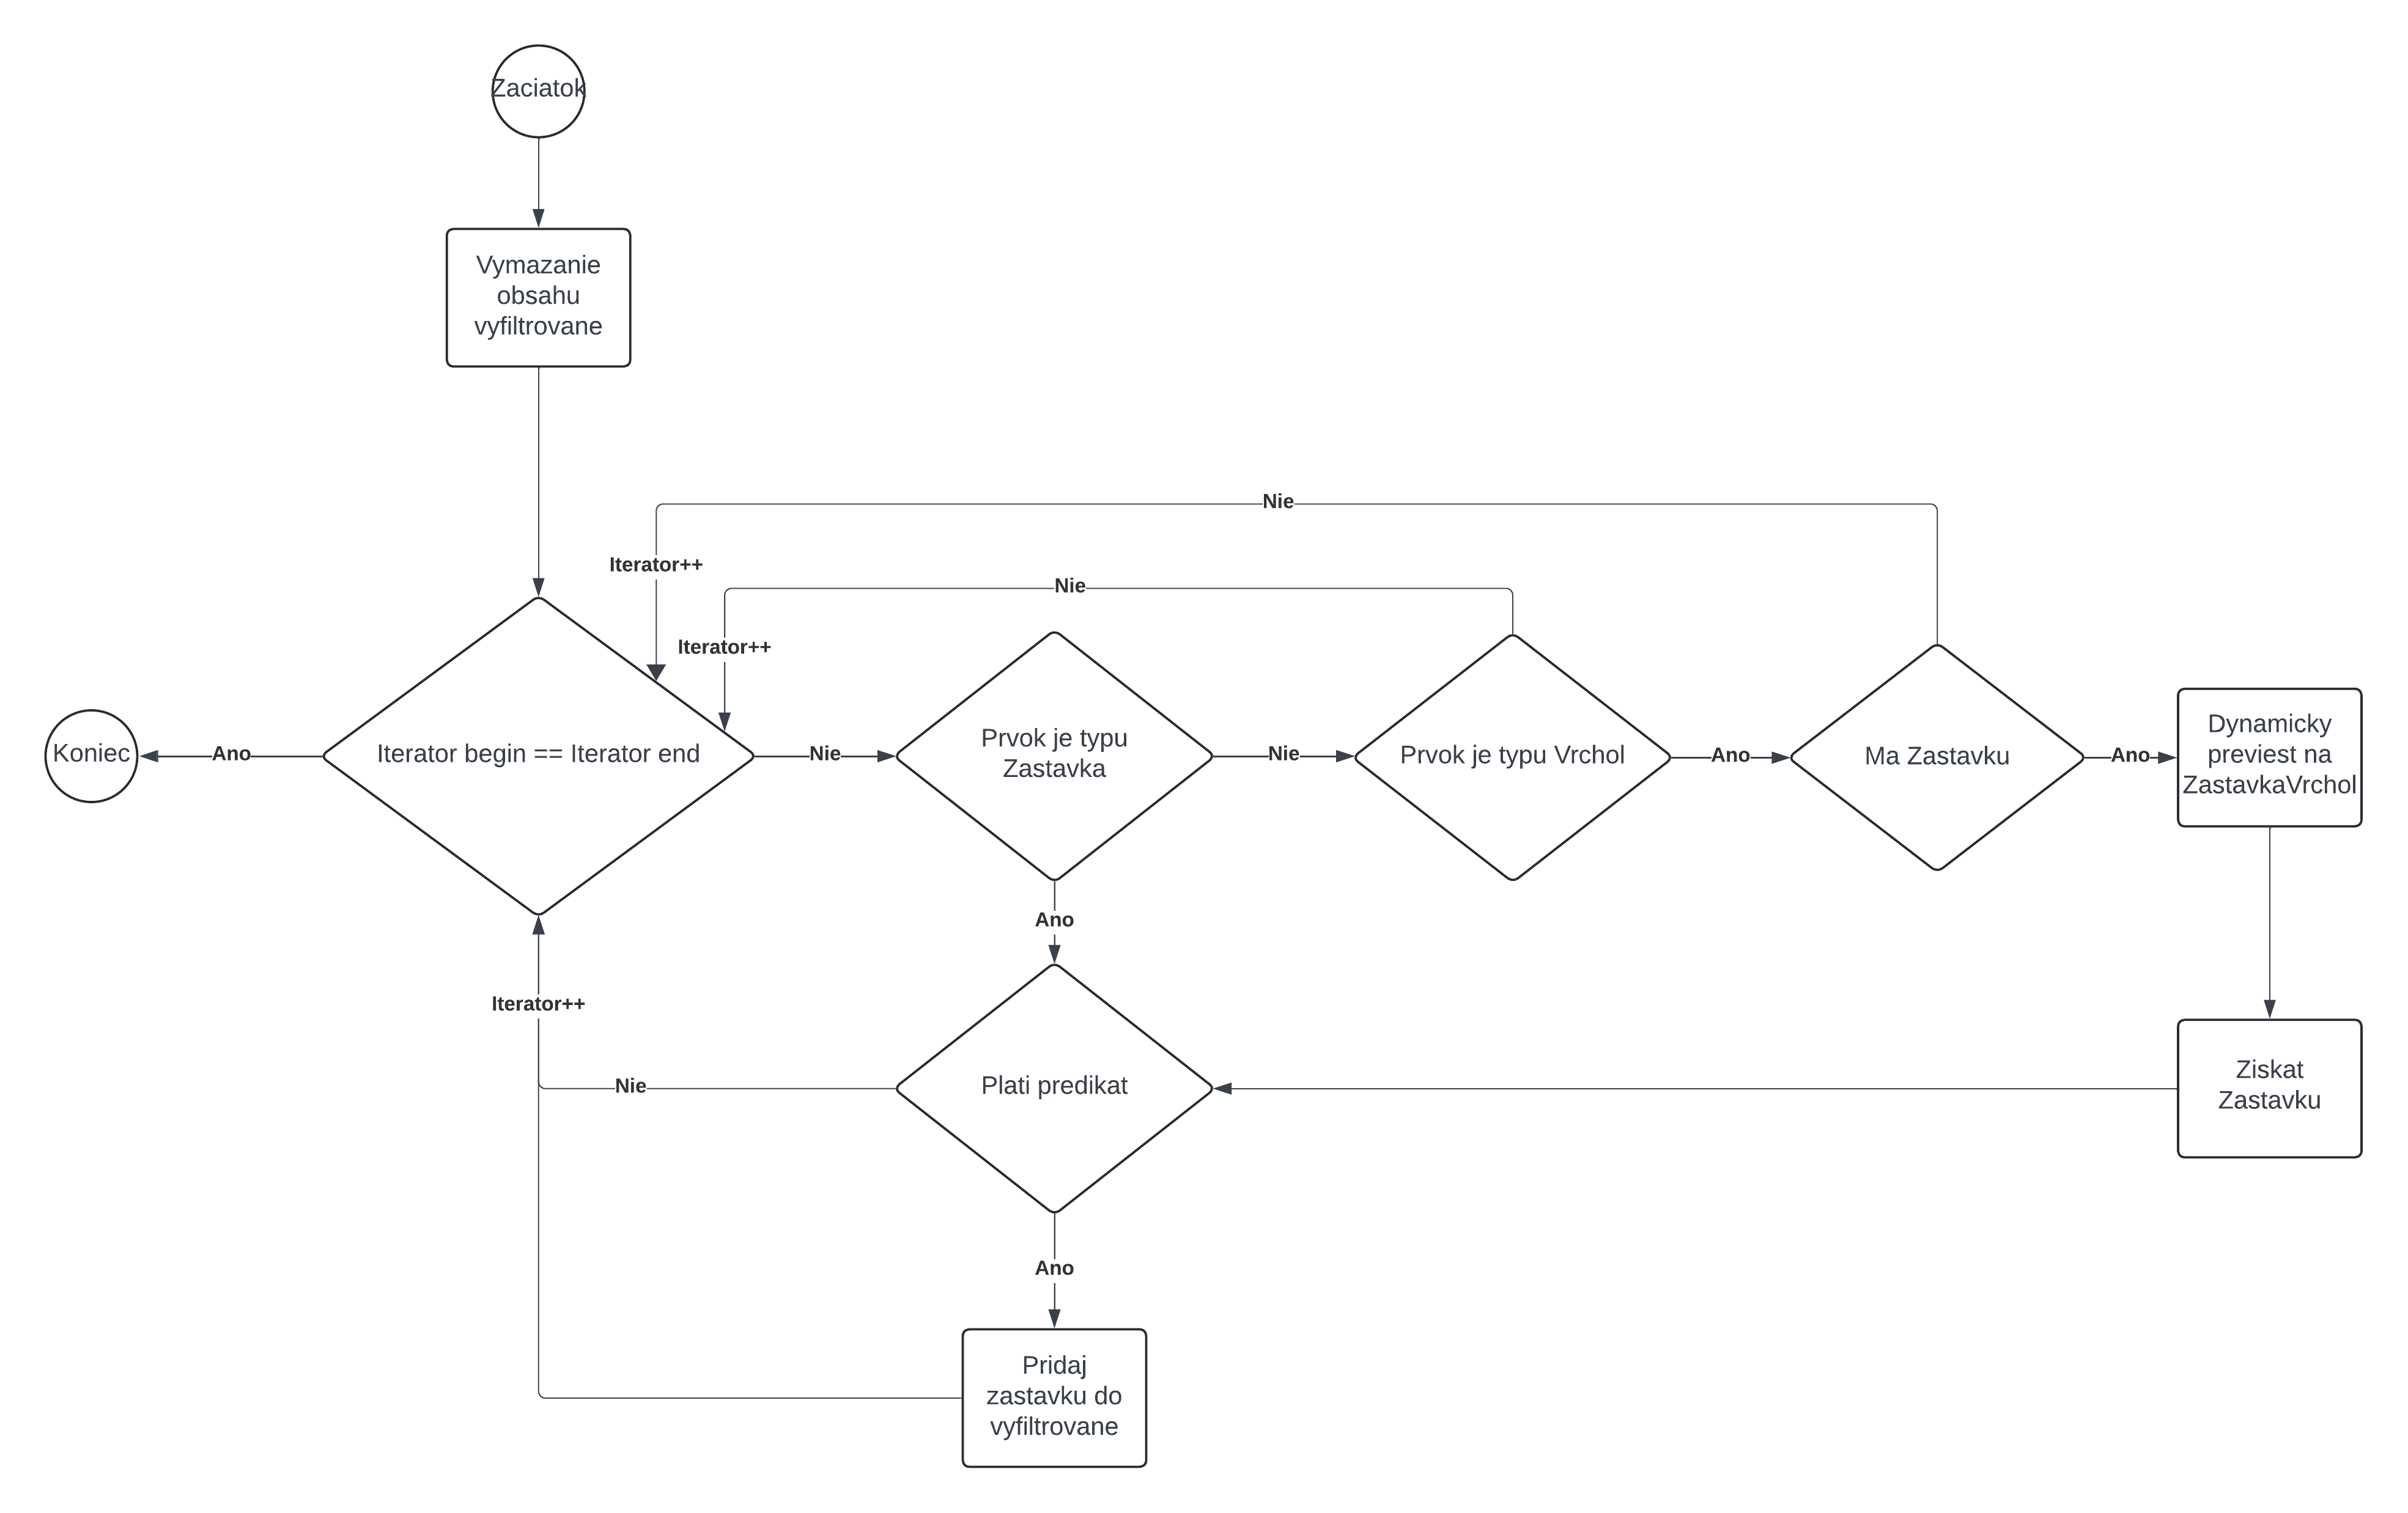 Zaciatok
Vymazanie
obsahu
vyfiltrovane
Nie
Iterator++
Nie
Iterator++
Koniec
Ano
Iterator begin == Iterator end
Nie
Prvok je typu
Zastavka
Nie
Prvok je typu Vrchol
Ano
Ma Zastavku
Ano
Dynamicky
previest na
ZastavkaVrchol
Ano
Iterator++
Nie
Plati predikat
Ziskat
Zastavku
Ano
Pridaj
zastavku do
vyfiltrovane